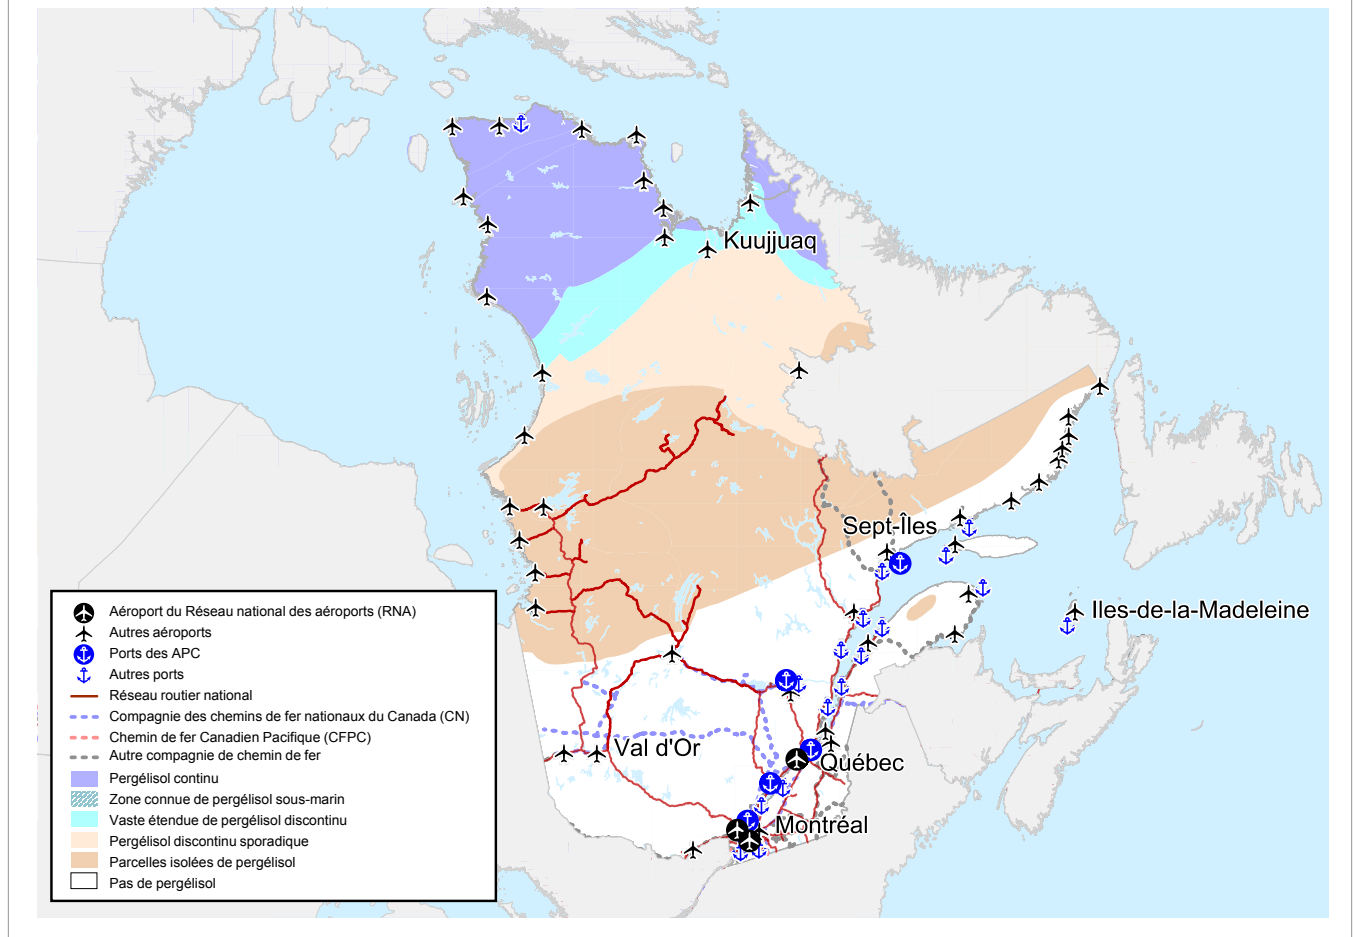 Kuujjuaq
Sept-Îles
Iles-de-la-Madeleine
Val d'Or
Québec
Montréal
Aéroport du Réseau national des aéroports (RNA)
Autres aéroports
Ports des APC
Autres ports
Réseau routier national
Compagnie des chemins de fer nationaux du Canada (CN)
Chemin de fer Canadien Pacifique (CFPC)
Autre compagnie de chemin de fer
Pergélisol continu
Zone connue de pergélisol sous-marin
Vaste étendue de pergélisol discontinu
Pergélisol discontinu sporadique
Parcelles isolées de pergélisol
Pas de pergélisol